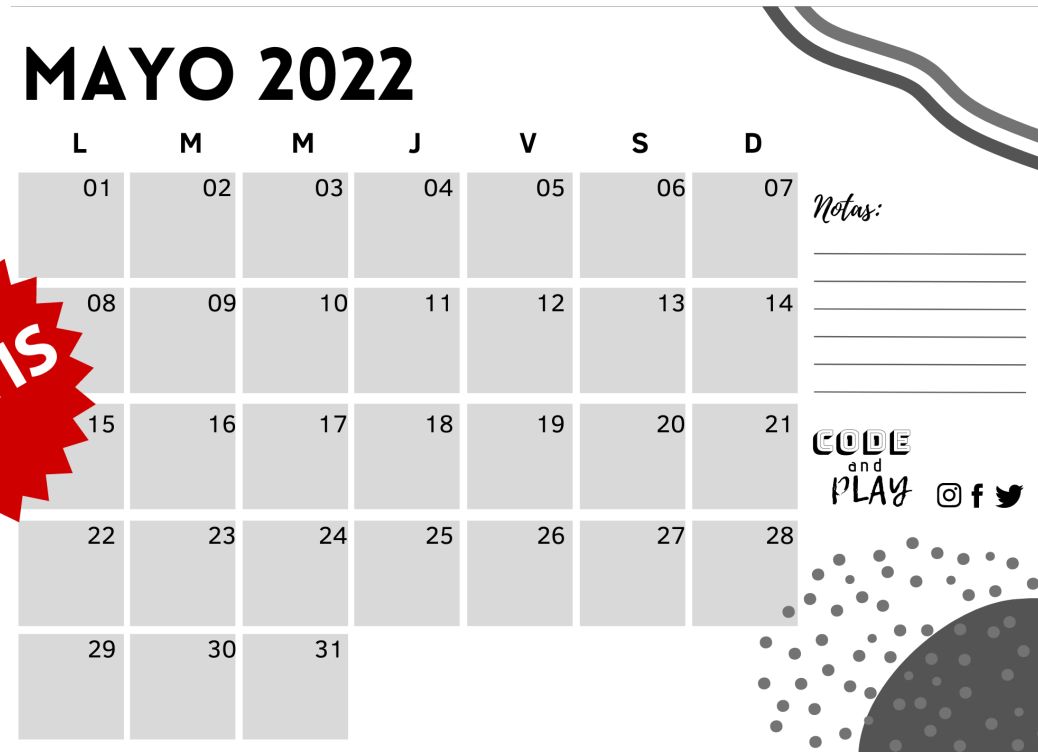 MAYO 2022
L M M J V S D
01 02 03 04 05 06 07
Notas:
08 09 10 11 12 13 14
IS
15 16 17 18 19 20 21
CODE
and
PLAY
22 23 24 25 26 27 28
29 30 31